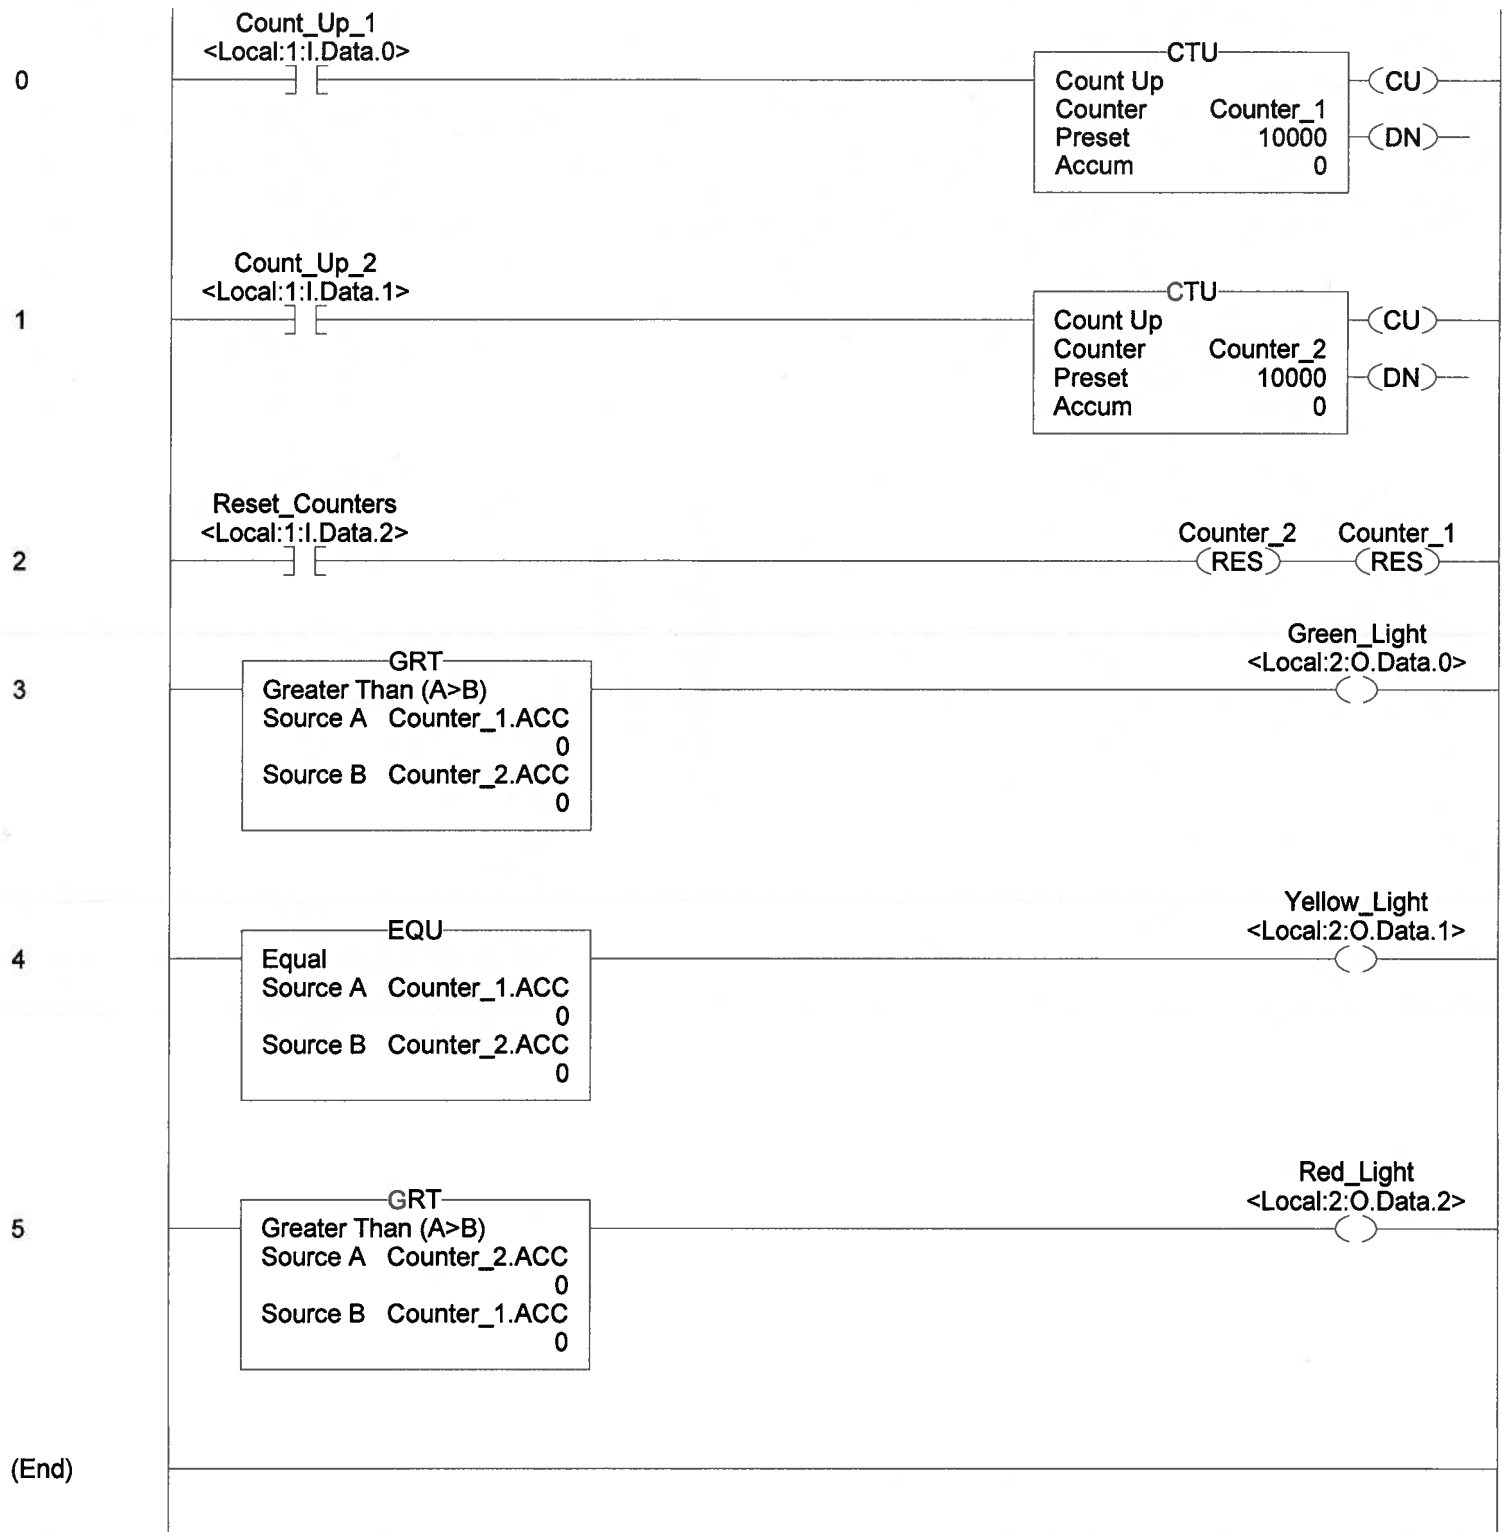 Count_Up_1
<Local:1:I.Data.0>
0
CTU
Count Up
Counter Counter_1
Preset 10000
Accum 0
CU
DN
Count_Up_2
<Local:1:I.Data.1>
1
CTU
Count Up
Counter Counter_2
Preset 10000
Accum 0
CU
DN
Reset_Counters
<Local:1:I.Data.2>
2
Counter_2 Counter_1
RES RES
Green_Light
<Local:2:O.Data.0>
3
GRT
Greater Than (A>B)
Source A Counter_1.ACC
0
Source B Counter_2.ACC
0
Yellow_Light
<Local:2:O.Data.1>
4
EQU
Equal
Source A Counter_1.ACC
0
Source B Counter_2.ACC
0
Red_Light
<Local:2:O.Data.2>
5
GRT
Greater Than (A>B)
Source A Counter_2.ACC
0
Source B Counter_1.ACC
0
(End)